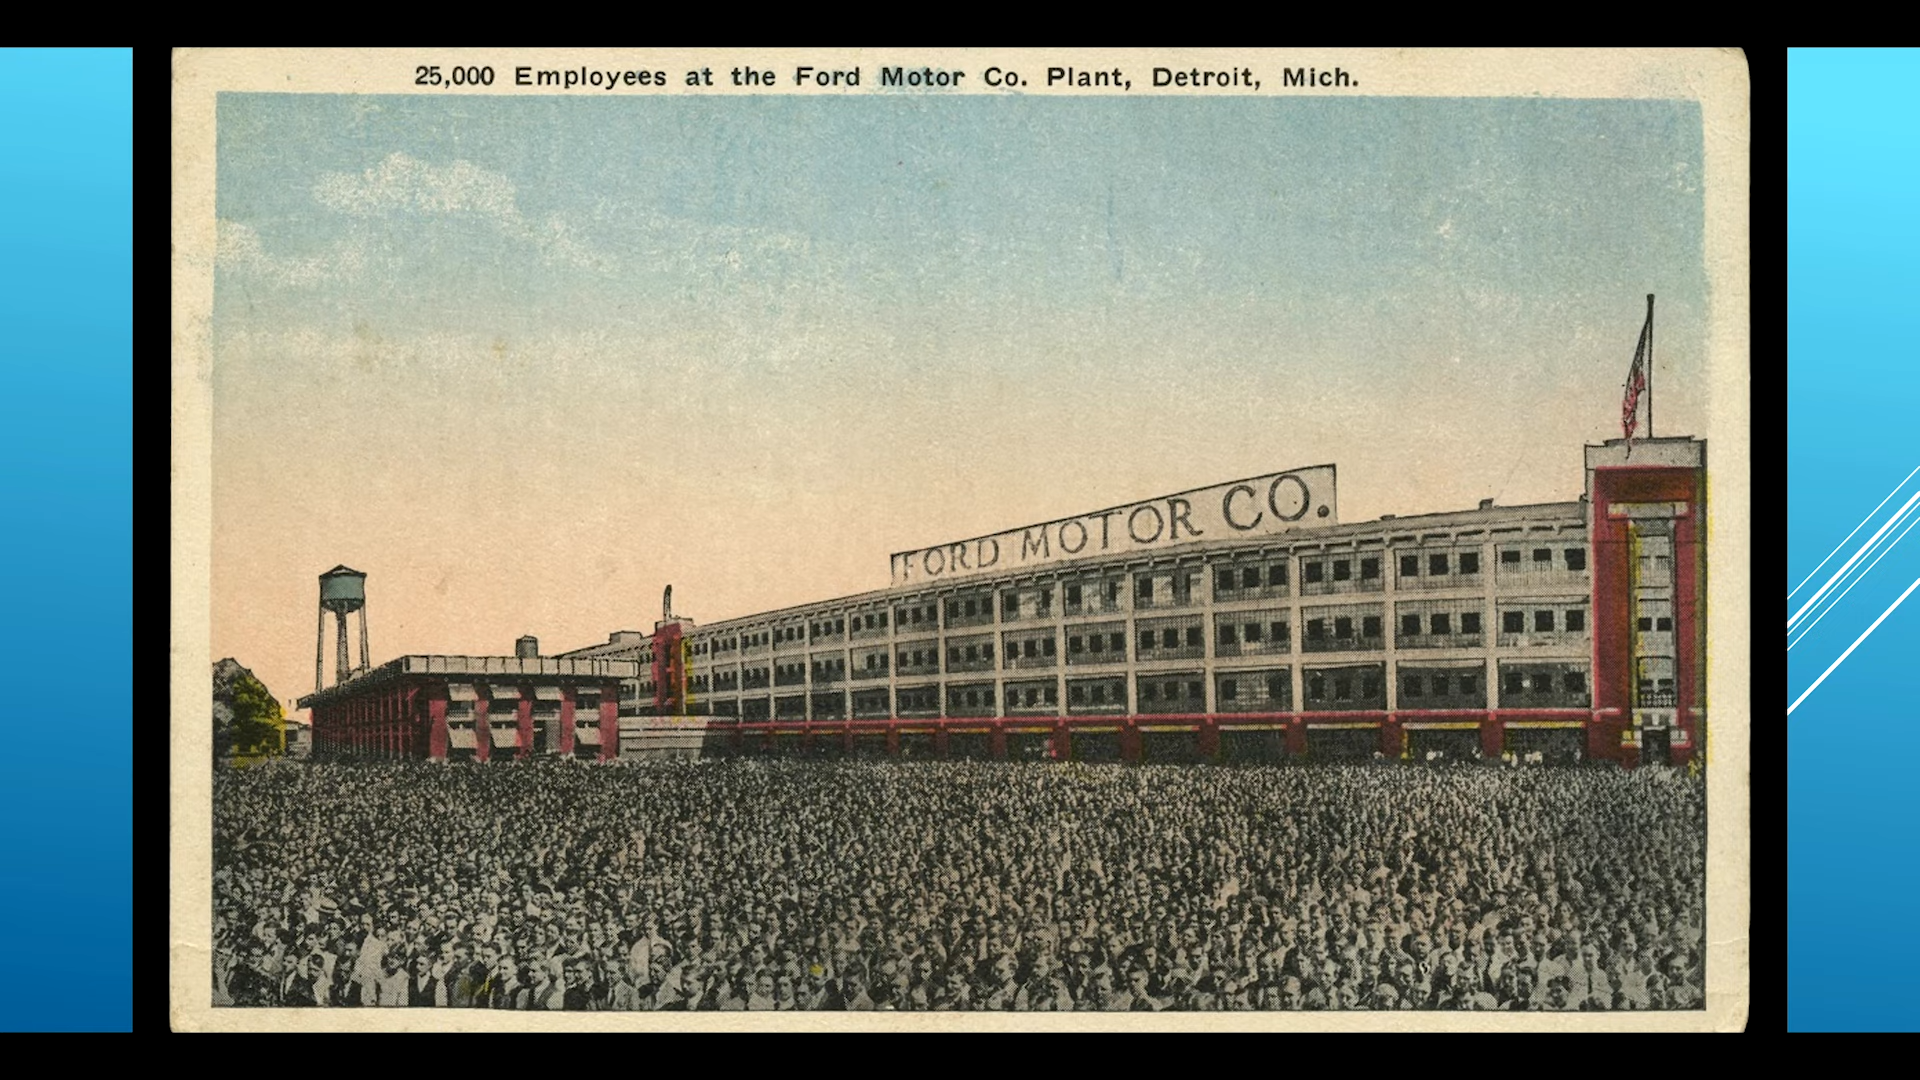 25,000 Employees at the Ford Motor Co. Plant, Detroit, Mich.
FORD MOTOR CO.